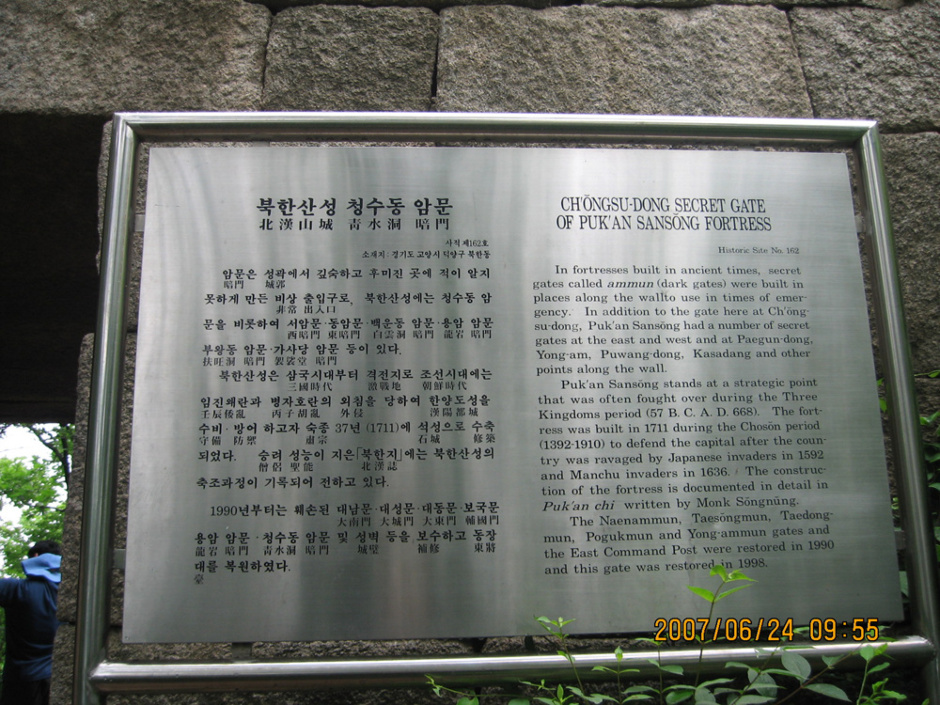 북한산성 청수동 암문
北漢山城 靑水洞 暗門
사적 제162호
소재지 : 경기도 고양시 덕양구 북한동
암문은 성곽에서 깊숙하고 후미진 곳에 적이 알지
暗門 城郭
못하게 만든 비상 출입구로, 북한산성에는 청수동 암
非常 出入口
문을 비롯하여 서암문·동암문·백운동 암문·용암 암문
西暗門 東暗門 白雲洞 暗門 龍岩 暗門
부왕동 암문·가사당 암문 등이 있다.
扶旺洞 暗門 袈裟堂 暗門
북한산성은 삼국시대부터 격전지로 조선시대에는
三國時代 激戰地 朝鮮時代
임진왜란과 병자호란의 외침을 당하여 한양도성을
壬辰倭亂 丙子胡亂 外侵 漢陽都城
수비·방어 하고자 숙종 37년 (1711)에 석성으로 수축
守備 防禦 肅宗 石城 修築
되었다. 승려 성능이 지은「북한지」에는 북한산성의
僧侶 聖能 北漢誌
축조과정이 기록되어 전하고 있다.
1990년부터는 훼손된 대남문·대성문·대동문·보국문
大南門 大城門 大東門 輔國門
용암 암문·청수동 암문 및 성벽 등을 보수하고 동장
龍岩 暗門 靑水洞 暗門 城壁 補修 東將
대를 복원하였다.
臺
CH'ŎNGSU-DONG SECRET GATE
OF PUK'AN SANSŎNG FORTRESS
Historic Site No. 162
In fortresses built in ancient times, secret
gates called ammun (dark gates) were built in
places along the wallto use in times of emer-
gency. In addition to the gate here at Ch'ŏng-
su-dong, Puk'an Sansŏng had a number of secret
gates at the east and west and at Paegun-dong,
Yong-am, Puwang-dong, Kasadang and other
points along the wall.
Puk'an Sansŏng stands at a strategic point
that was often fought over during the Three
Kingdoms period (57 B. C. A. D. 668). The fort-
ress was built in 1711 during the Chosŏn period
(1392-1910) to defend the capital after the coun-
try was ravaged by Japanese invaders in 1592
and Manchu invaders in 1636. The construc-
tion of the fortress is documented in detail in
Puk'an chi written by Monk Sŏngnŭng.
The Naenammun, Taesŏngmun, Taedong-
mun, Pogukmun and Yong-ammun gates and
the East Command Post were restored in 1990
and this gate was restored in 1998.
2007/06/24 09:55